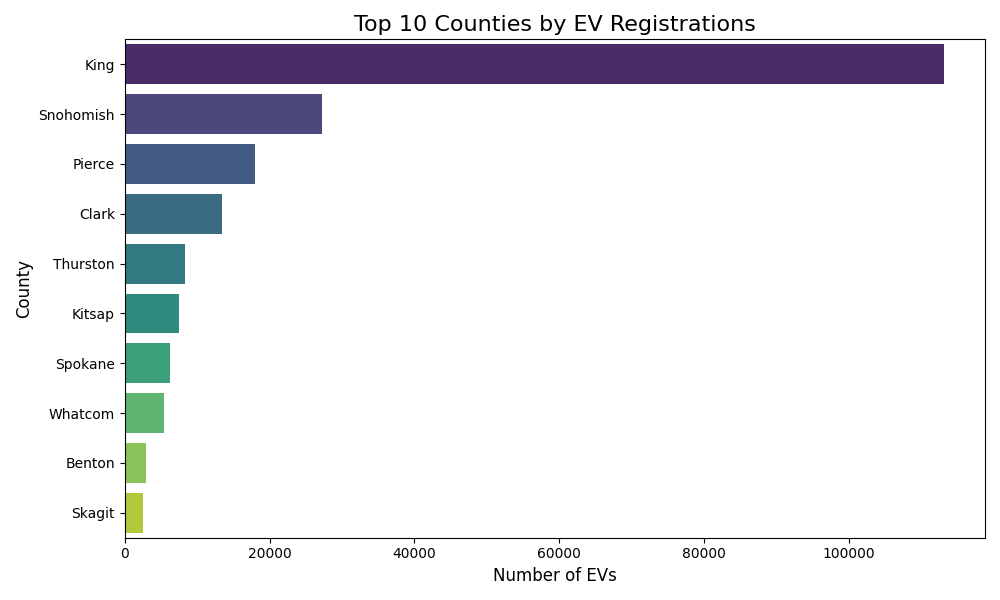 Top 10 Counties by EV Registrations
County
King
Snohomish
Pierce
Clark
Thurston
Kitsap
Spokane
Whatcom
Benton
Skagit
0 20000 40000 60000 80000 100000
Number of EVs